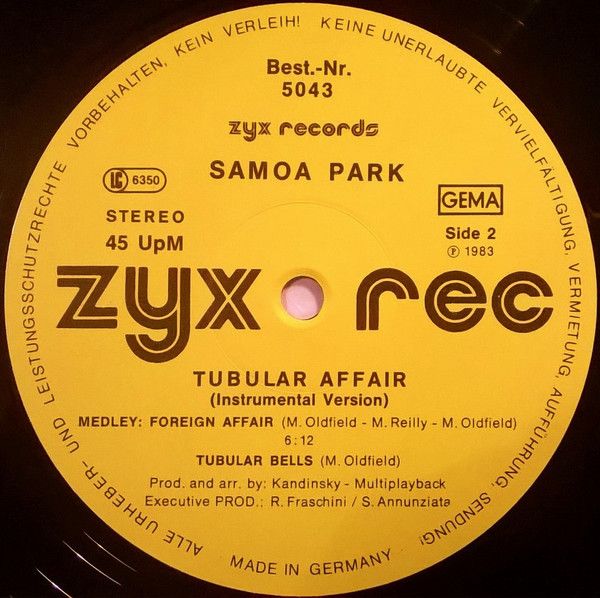 ALLE URHEBER- UND LEISTUNGSSCHUTZRECHTE VORBEHALTEN, KEIN VERLEIH! KEINE UNERLAUBTE VERVIELFÄLTIGUNG, VERMIETUNG, AUFFÜHRUNG, SENDUNG!
Best.-Nr.
5043
zyx records
SAMOA PARK
LC 6350
GEMA
STEREO
Side 2
45 UpM
Ⓟ 1983
zyx rec
TUBULAR AFFAIR
(Instrumental Version)
MEDLEY: FOREIGN AFFAIR (M. Oldfield - M. Reilly - M. Oldfield)
6:12
TUBULAR BELLS (M. Oldfield)
Prod. and arr. by: Kandinsky - Multiplayback
Executive PROD.: R. Fraschini / S. Annunziata
MADE IN GERMANY